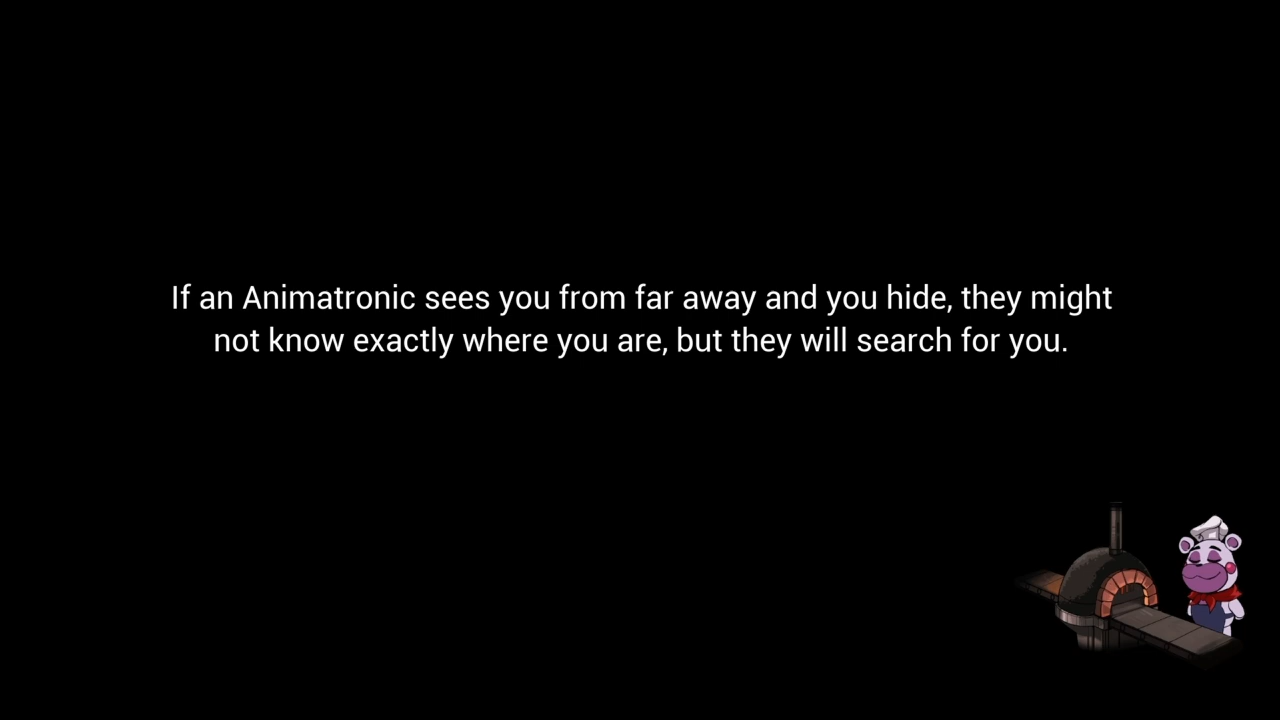 If an Animatronic sees you from far away and you hide, they might
not know exactly where you are, but they will search for you.